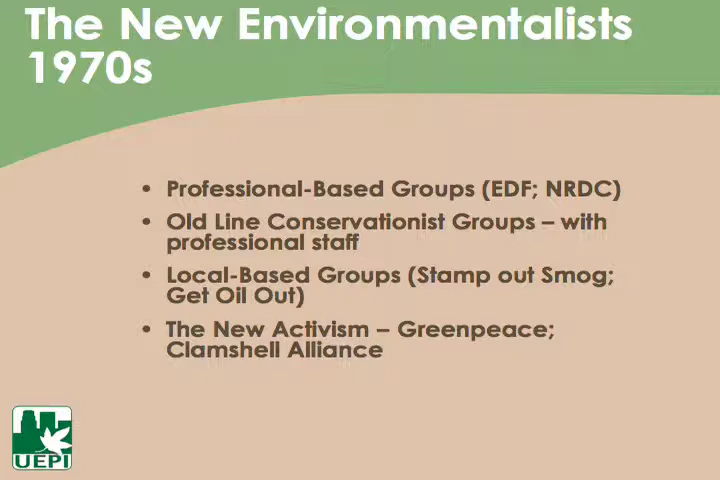 The New Environmentalists
1970s
• Professional-Based Groups (EDF; NRDC)
• Old Line Conservationist Groups – with
professional staff
• Local-Based Groups (Stamp out Smog;
Get Oil Out)
• The New Activism – Greenpeace;
Clamshell Alliance
UEPI